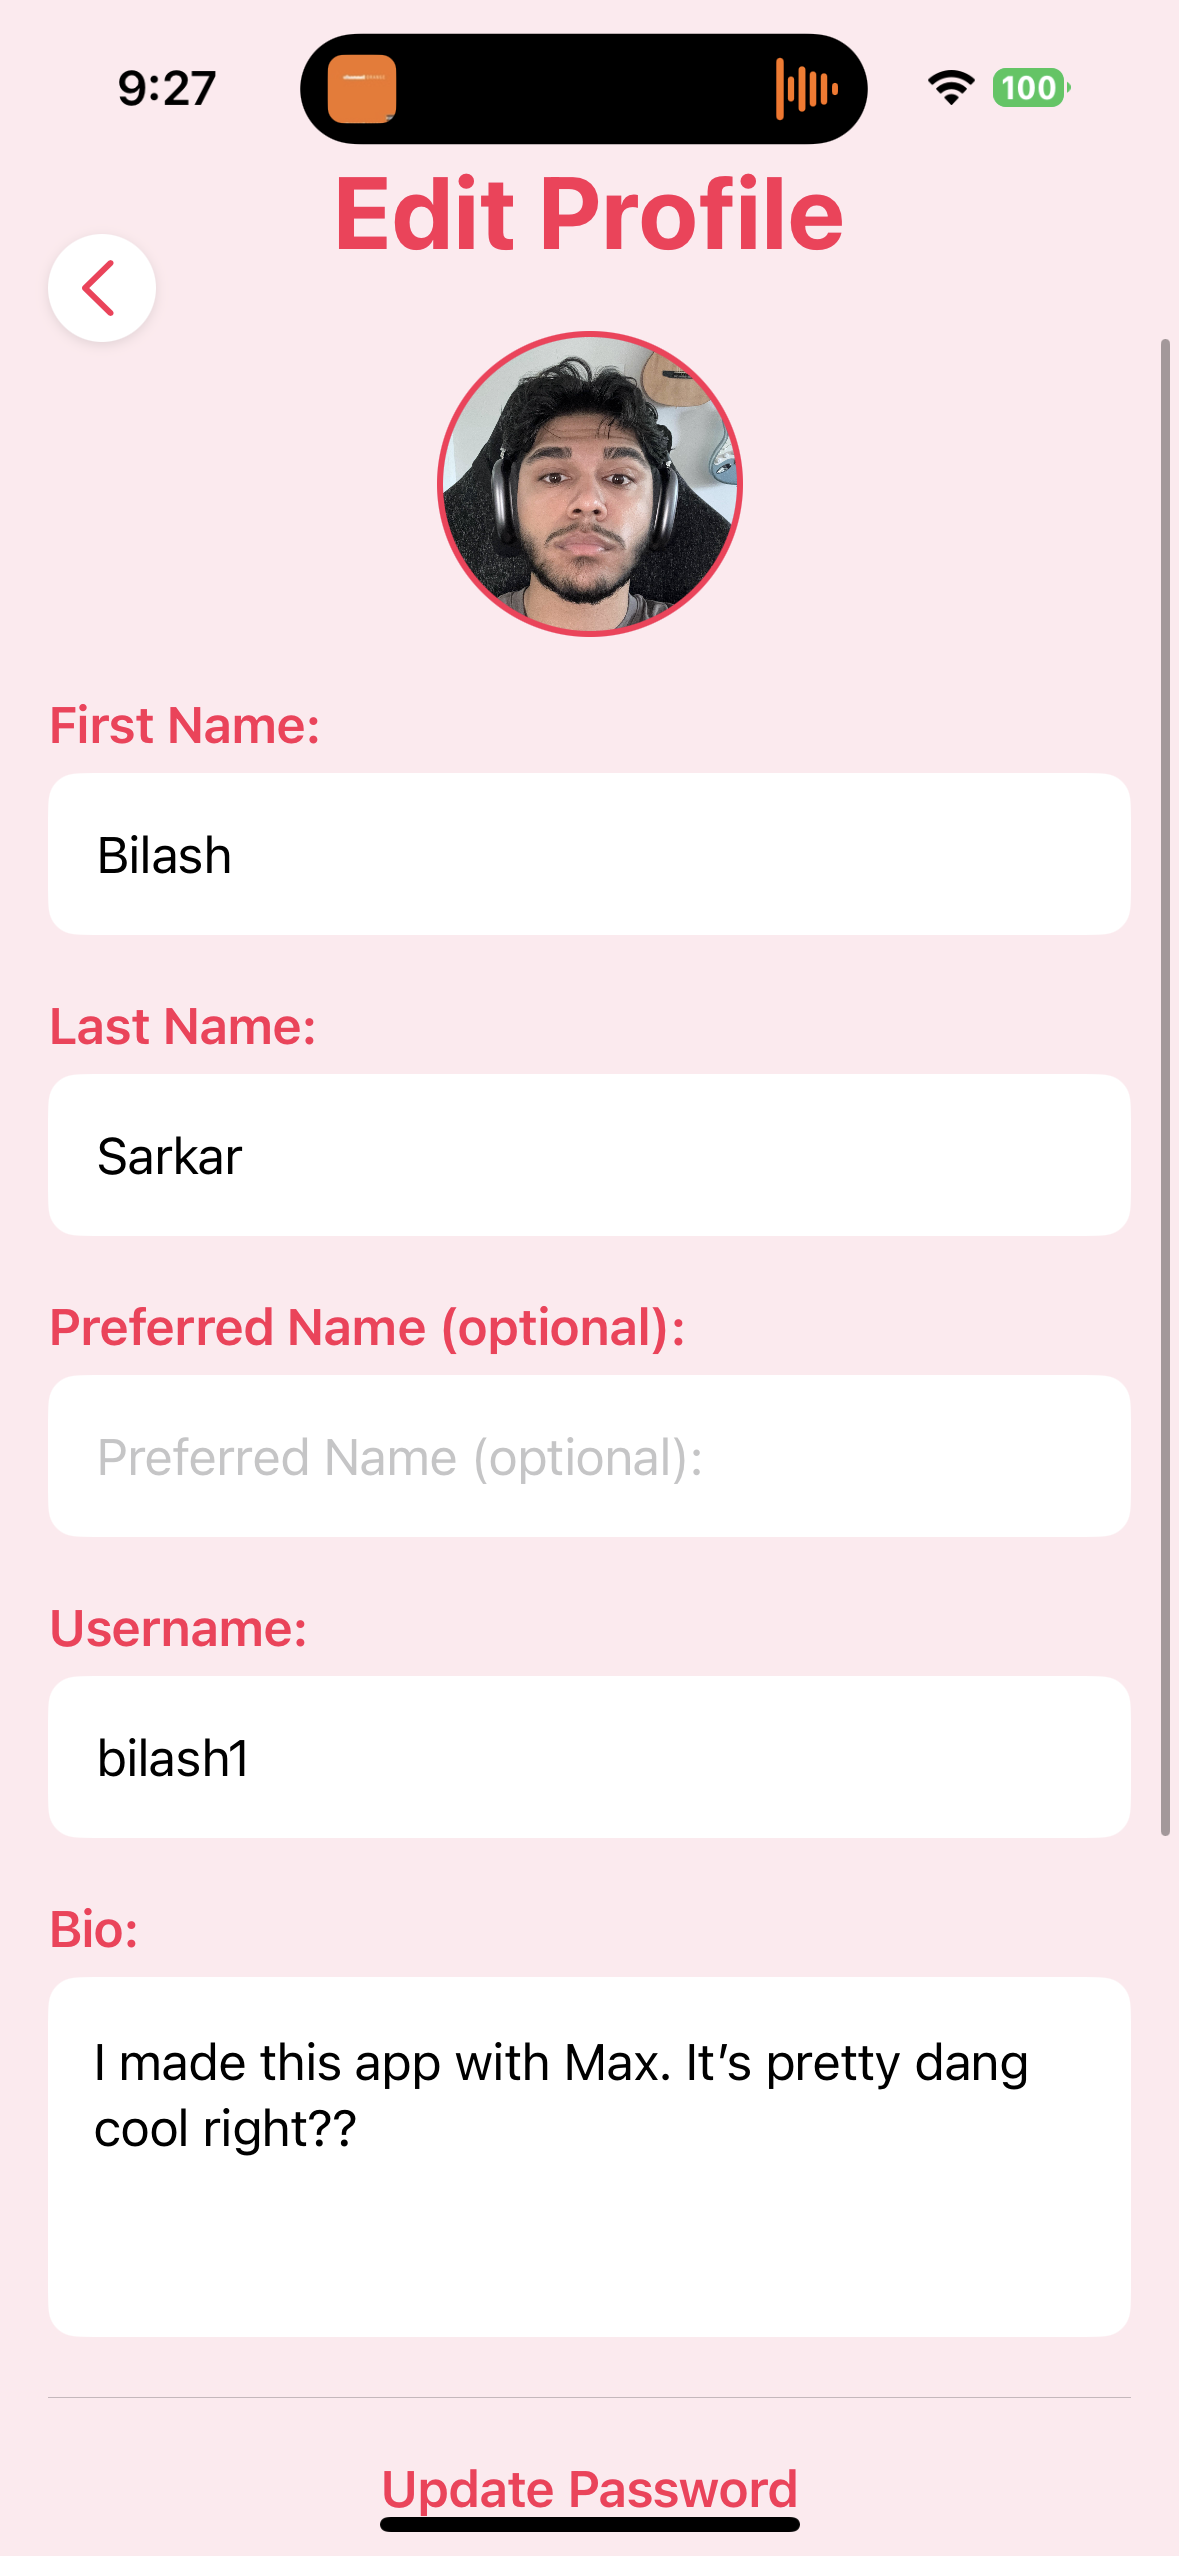 9:27
100
Edit Profile
First Name:
Bilash
Last Name:
Sarkar
Preferred Name (optional):
Preferred Name (optional):
Username:
bilash1
Bio:
I made this app with Max. It’s pretty dang
cool right??
Update Password